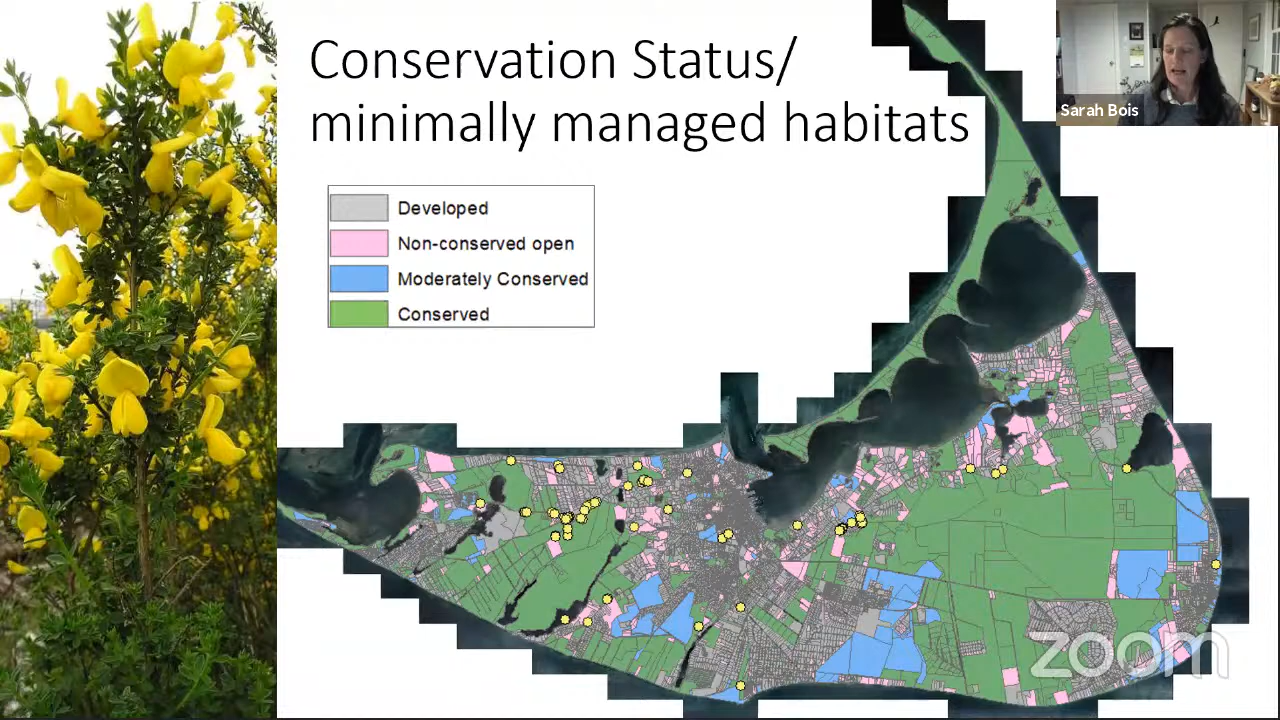 Conservation Status/
minimally managed habitats
Sarah Bois
Developed
Non-conserved open
Moderately Conserved
Conserved
zoom